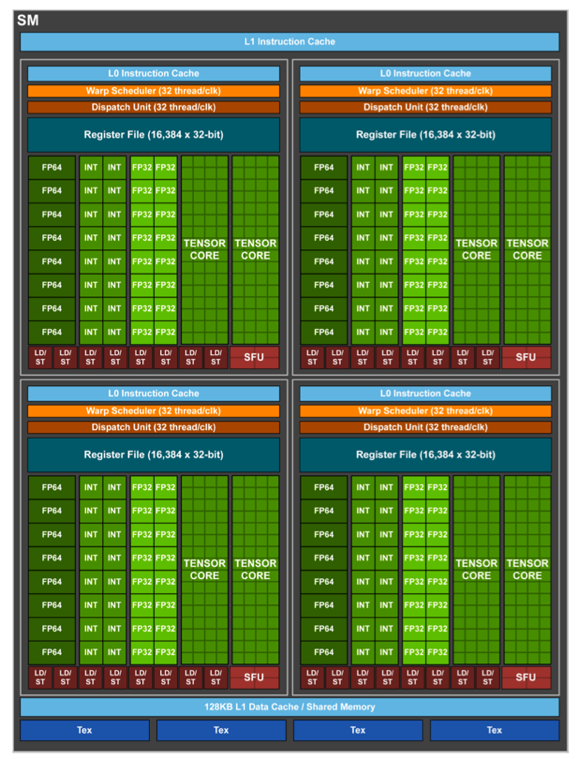 SM
L1 Instruction Cache
L0 Instruction Cache
Warp Scheduler (32 thread/clk)
Dispatch Unit (32 thread/clk)
Register File (16,384 x 32-bit)
FP64 INT INT FP32 FP32
FP64 INT INT FP32 FP32
FP64 INT INT FP32 FP32
FP64 INT INT FP32 FP32
TENSOR TENSOR
CORE CORE
FP64 INT INT FP32 FP32
FP64 INT INT FP32 FP32
FP64 INT INT FP32 FP32
FP64 INT INT FP32 FP32
LD/ LD/ LD/ LD/ LD/ LD/ LD/ LD/
ST ST ST ST ST ST ST ST
SFU
L0 Instruction Cache
Warp Scheduler (32 thread/clk)
Dispatch Unit (32 thread/clk)
Register File (16,384 x 32-bit)
FP64 INT INT FP32 FP32
FP64 INT INT FP32 FP32
FP64 INT INT FP32 FP32
FP64 INT INT FP32 FP32
TENSOR TENSOR
CORE CORE
FP64 INT INT FP32 FP32
FP64 INT INT FP32 FP32
FP64 INT INT FP32 FP32
FP64 INT INT FP32 FP32
LD/ LD/ LD/ LD/ LD/ LD/ LD/ LD/
ST ST ST ST ST ST ST ST
SFU
L0 Instruction Cache
Warp Scheduler (32 thread/clk)
Dispatch Unit (32 thread/clk)
Register File (16,384 x 32-bit)
FP64 INT INT FP32 FP32
FP64 INT INT FP32 FP32
FP64 INT INT FP32 FP32
FP64 INT INT FP32 FP32
TENSOR TENSOR
CORE CORE
FP64 INT INT FP32 FP32
FP64 INT INT FP32 FP32
FP64 INT INT FP32 FP32
FP64 INT INT FP32 FP32
LD/ LD/ LD/ LD/ LD/ LD/ LD/ LD/
ST ST ST ST ST ST ST ST
SFU
L0 Instruction Cache
Warp Scheduler (32 thread/clk)
Dispatch Unit (32 thread/clk)
Register File (16,384 x 32-bit)
FP64 INT INT FP32 FP32
FP64 INT INT FP32 FP32
FP64 INT INT FP32 FP32
FP64 INT INT FP32 FP32
TENSOR TENSOR
CORE CORE
FP64 INT INT FP32 FP32
FP64 INT INT FP32 FP32
FP64 INT INT FP32 FP32
FP64 INT INT FP32 FP32
LD/ LD/ LD/ LD/ LD/ LD/ LD/ LD/
ST ST ST ST ST ST ST ST
SFU
128KB L1 Data Cache / Shared Memory
Tex Tex Tex Tex